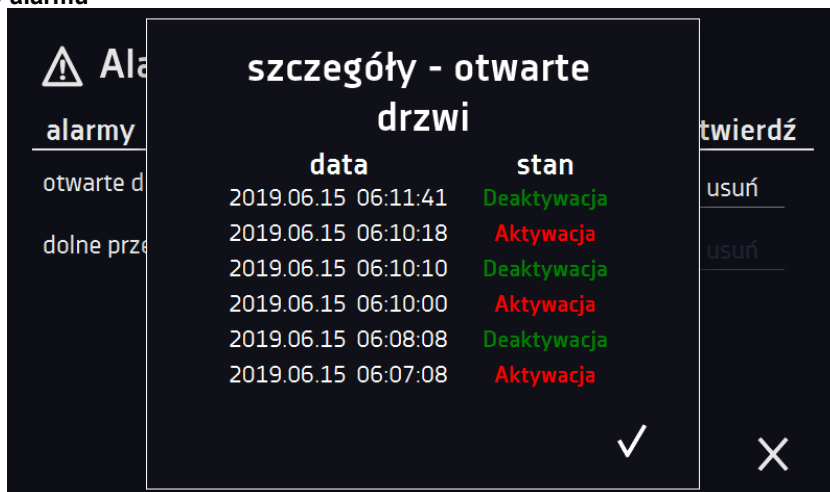 alarmu
Ala
szczegóły - otwarte
drzwi
alarmy
twierdź
data stan
otwarte d
usuń
2019.06.15 06:11:41 Deaktywacja
2019.06.15 06:10:18 Aktywacja
dolne prze
usuń
2019.06.15 06:10:10 Deaktywacja
2019.06.15 06:10:00 Aktywacja
2019.06.15 06:08:08 Deaktywacja
2019.06.15 06:07:08 Aktywacja